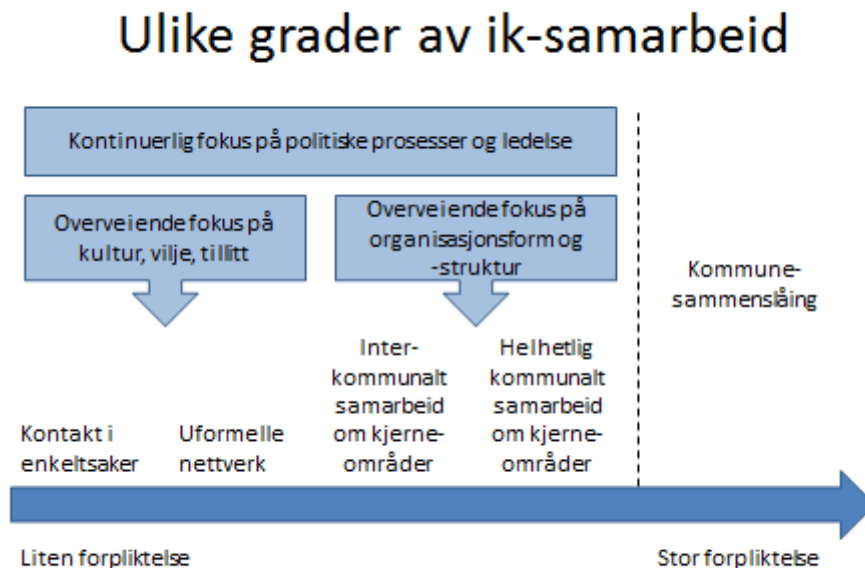 Ulike grader av ik-samarbeid
Kontinuerlig fokus på politiske prosesser og ledelse
Overveiende fokus på
kultur, vilje, tillitt
Overveiende fokus på
organisasjonsform og
-struktur
Kommune-
sammenslåing
Kontakt i
enkeltsaker
Uformelle
nettverk
Inter-
kommunalt
samarbeid
om kjerne-
områder
Helhetlig
kommunalt
samarbeid
om kjerne-
områder
Liten forpliktelse
Stor forpliktelse